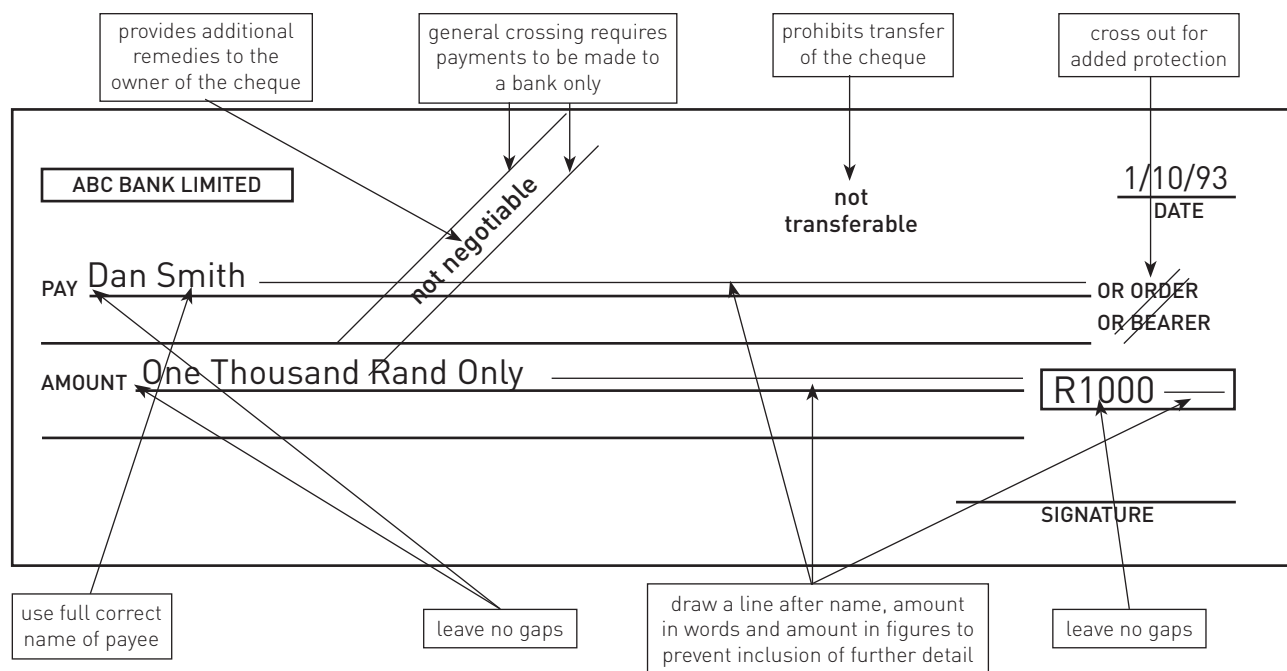 provides additional
remedies to the
owner of the cheque
general crossing requires
payments to be made to
a bank only
prohibits transfer
of the cheque
cross out for
added protection
ABC BANK LIMITED
not negotiable
not
transferable
1/10/93
DATE
PAY Dan Smith
OR ORDER
OR BEARER
AMOUNT One Thousand Rand Only
R1000
SIGNATURE
use full correct
name of payee
leave no gaps
draw a line after name, amount
in words and amount in figures to
prevent inclusion of further detail
leave no gaps